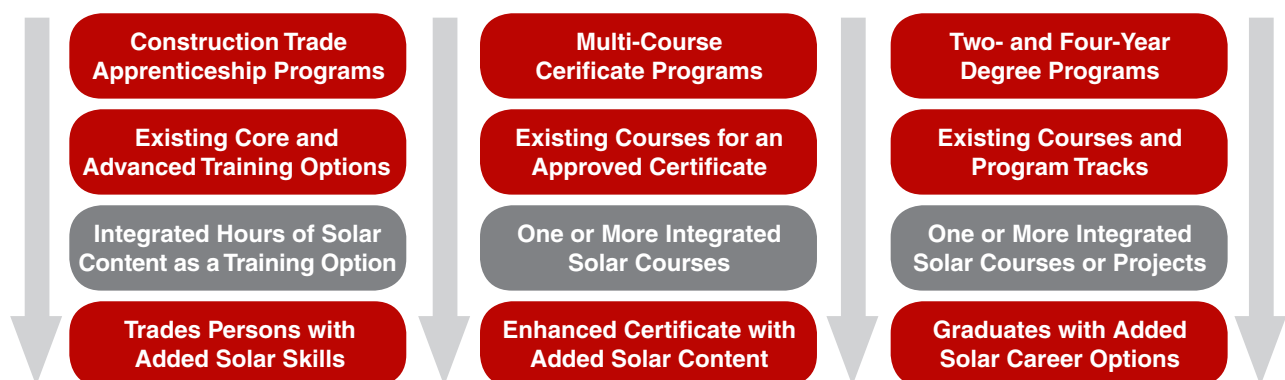 Construction Trade
Apprenticeship Programs
Multi-Course
Cerificate Programs
Two- and Four-Year
Degree Programs
Existing Core and
Advanced Training Options
Existing Courses for an
Approved Certificate
Existing Courses and
Program Tracks
Integrated Hours of Solar
Content as a Training Option
One or More Integrated
Solar Courses
One or More Integrated
Solar Courses or Projects
Trades Persons with
Added Solar Skills
Enhanced Certificate with
Added Solar Content
Graduates with Added
Solar Career Options